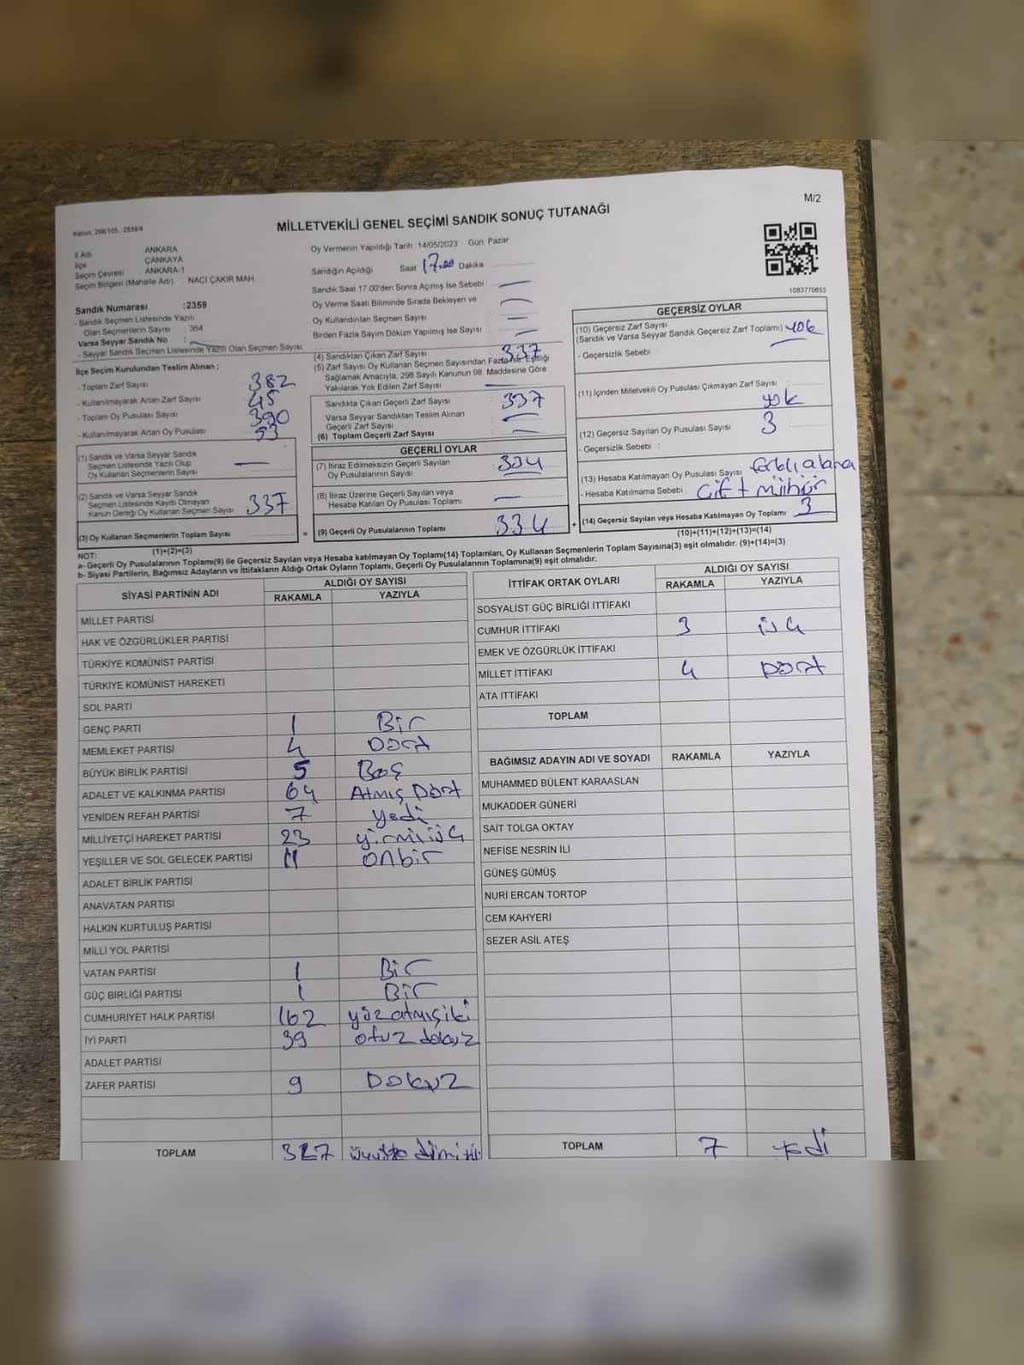 M/2
MİLLETVEKİLİ GENEL SEÇİMİ SANDIK SONUÇ TUTANAĞI
İl Adı ANKARA
İlçe ÇANKAYA
Seçim Çevresi ANKARA-1
Seçim Bölgesi (Mahalle Adı) NACİ ÇAKIR MAH.
Sandık Numarası :2359
- Sandık Seçmen Listesinde Yazılı
Olan Seçmenlerin Sayısı : 364
Varsa Seyyar Sandık No :
- Seyyar Sandık Seçmen Listesinde Yazılı Olan Seçmen Sayısı
Oy Vermenin Yapıldığı Tarih 14/05/2023 Gün Pazar
Sandığın Açıldığı Saat 17.00 Dakika
Sandık Saat 17.00'den Sonra Açılmış İse Sebebi
Oy Verme Saati Bitiminde Sırada Bekleyen ve
Oy Kullandırılan Seçmen Sayısı
Birden Fazla Sayım Döküm Yapılmış İse Sayısı
1083770653
İlçe Seçim Kurulundan Teslim Alınan ;
- Toplam Zarf Sayısı 382
- Kullanılmayarak Artan Zarf Sayısı 45
- Toplam Oy Pusulası Sayısı 390
- Kullanılmayarak Artan Oy Pusulası 53
(1) Sandık ve Varsa Seyyar Sandık
Seçmen Listesinde Yazılı Olup
Oy Kullanan Seçmenlerin Sayısı —
(2) Sandık ve Varsa Seyyar Sandık
Seçmen Listesinde Kayıtlı Olmayan
Kanun Gereği Oy Kullanan Seçmen Sayısı 337
(3) Oy Kullanan Seçmenlerin Toplam Sayısı
(1)+(2)=(3)
(4) Sandıktan Çıkan Zarf Sayısı 337
(5) Zarf Sayısı Oy Kullanan Seçmen Sayısından Fazla İse, Eşitliği
Sağlamak Amacıyla, 298 Sayılı Kanunun 98. Maddesine Göre
Yakılarak Yok Edilen Zarf Sayısı
Sandıkta Çıkan Geçerli Zarf Sayısı 337
Varsa Seyyar Sandıktan Teslim Alınan
Geçerli Zarf Sayısı
(6) Toplam Geçerli Zarf Sayısı
GEÇERLİ OYLAR
(7) İtiraz Edilmeksizin Geçerli Sayılan
Oy Pusulalarının Sayısı 334
(8) İtiraz Üzerine Geçerli Sayılan veya
Hesaba Katılan Oy Pusulası Toplamı —
= (9) Geçerli Oy Pusulalarının Toplamı 334 +
GEÇERSİZ OYLAR
(10) Geçersiz Zarf Sayısı
(Sandık ve Varsa Seyyar Sandık Geçersiz Zarf Toplamı) yok
- Geçersizlik Sebebi
(11) İçinden Milletvekili Oy Pusulası Çıkmayan Zarf Sayısı
yok
(12) Geçersiz Sayılan Oy Pusulası Sayısı 3
- Geçersizlik Sebebi :
(13) Hesaba Katılmayan Oy Pusulası Sayısı farklı alana
- Hesaba Katılmama Sebebi çift mühür
(14) Geçersiz Sayılan veya Hesaba Katılmayan Oy Toplamı 3
(10)+(11)+(12)+(13)=(14)
NOT:
a- Geçerli Oy Pusulalarının Toplamı(9) ile Geçersiz Sayılan veya Hesaba katılmayan Oy Toplamı(14) Toplamları, Oy Kullanan Seçmenlerin Toplam Sayısına(3) eşit olmalıdır. (9)+(14)=(3)
b- Siyasi Partilerin, Bağımsız Adayların ve İttifakların Aldığı Ortak Oyların Toplamı, Geçerli Oy Pusulalarının Toplamına(9) eşit olmalıdır.
SİYASİ PARTİNİN ADI ALDIĞI OY SAYISI
RAKAMLA YAZIYLA
MİLLET PARTİSİ
HAK VE ÖZGÜRLÜKLER PARTİSİ
TÜRKİYE KOMÜNİST PARTİSİ
TÜRKİYE KOMÜNİST HAREKETİ
SOL PARTİ
GENÇ PARTİ 1 Bir
MEMLEKET PARTİSİ 4 Dört
BÜYÜK BİRLİK PARTİSİ 5 Beş
ADALET VE KALKINMA PARTİSİ 64 Atmış Dört
YENİDEN REFAH PARTİSİ 7 yedi
MİLLİYETÇİ HAREKET PARTİSİ 23 yirmi üç
YEŞİLLER VE SOL GELECEK PARTİSİ 11 onbir
ADALET BİRLİK PARTİSİ
ANAVATAN PARTİSİ
HALKIN KURTULUŞ PARTİSİ
MİLLİ YOL PARTİSİ
VATAN PARTİSİ 1 Bir
GÜÇ BİRLİĞİ PARTİSİ 1 Bir
CUMHURİYET HALK PARTİSİ 162 yüz atmış iki
İYİ PARTİ 39 otuz dokuz
ADALET PARTİSİ
ZAFER PARTİSİ 9 Dokuz
TOPLAM 327
İTTİFAK ORTAK OYLARI ALDIĞI OY SAYISI
RAKAMLA YAZIYLA
SOSYALİST GÜÇ BİRLİĞİ İTTİFAKI
CUMHUR İTTİFAKI 3 üç
EMEK VE ÖZGÜRLÜK İTTİFAKI
MİLLET İTTİFAKI 4 Dört
ATA İTTİFAKI
TOPLAM
BAĞIMSIZ ADAYIN ADI VE SOYADI RAKAMLA YAZIYLA
MUHAMMED BÜLENT KARAASLAN
MUKADDER GÜNERİ
SAİT TOLGA OKTAY
NEFİSE NESRIN İLİ
GÜNEŞ GÜMÜŞ
NURİ ERCAN TORTOP
CEM KAHYERİ
SEZER ASİL ATEŞ
TOPLAM 7 yedi